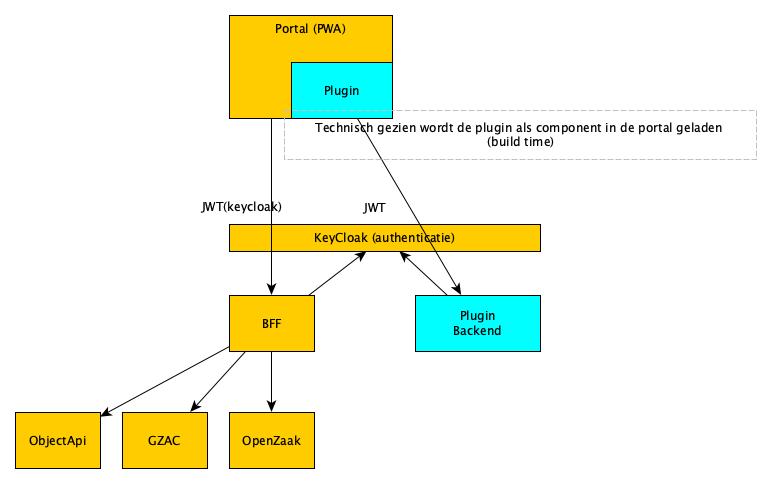 Portal (PWA)
Plugin
Technisch gezien wordt de plugin als component in de portal geladen
(build time)
JWT(keycloak)
JWT
KeyCloak (authenticatie)
BFF
Plugin
Backend
ObjectApi
GZAC
OpenZaak